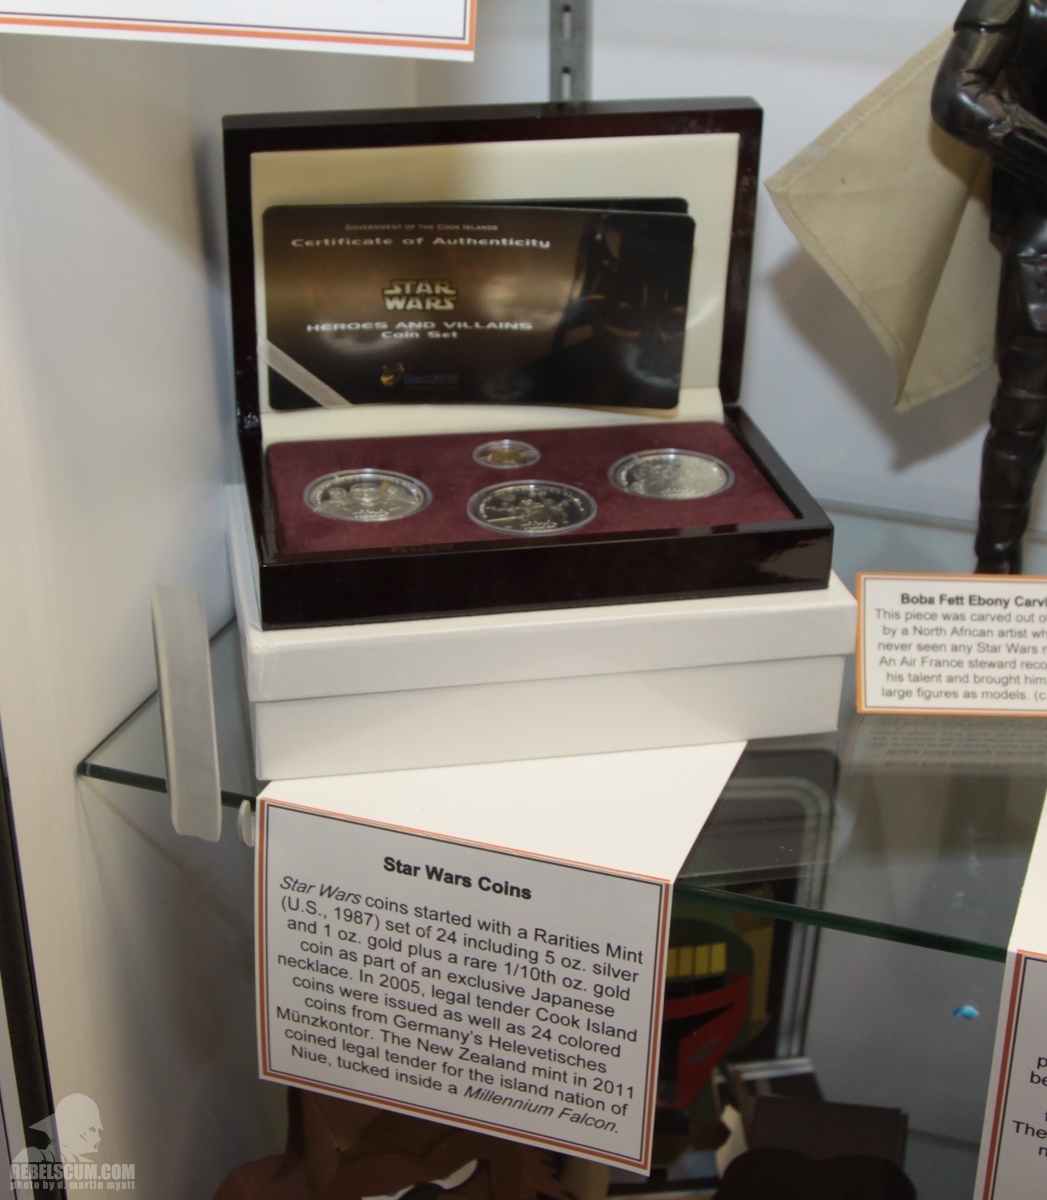 GOVERNMENT OF THE COOK ISLANDS
Certificate of Authenticity
STAR
WARS
HEROES AND VILLAINS
Coin Set
Boba Fett Ebony Carvi
This piece was carved out o
by a North African artist wh
never seen any Star Wars
An Air France steward reco
his talent and brought him
large figures as models. (c
Star Wars Coins
Star Wars coins started with a Rarities Mint
(U.S., 1987) set of 24 including 5 oz. silver
and 1 oz. gold plus a rare 1/10th oz. gold
coin as part of an exclusive Japanese
necklace. In 2005, legal tender Cook Island
coins were issued as well as 24 colored
coins from Germany's Helevetisches
Münzkontor. The New Zealand mint in 2011
coined legal tender for the island nation of
Niue, tucked inside a Millennium Falcon.
p
be
The
REBELSCUM.COM
photo by d. martin myatt